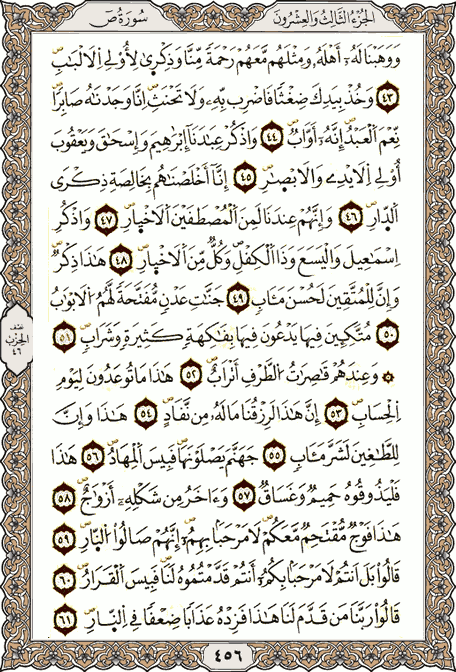 سُورَةُ صٓ الجُزءُ الثَّالِثُ وَالعِشرُونَ
وَوَهَبْنَا لَهُۥٓ أَهْلَهُۥ وَمِثْلَهُم مَّعَهُمْ رَحْمَةً مِّنَّا وَذِكْرَىٰ لِأُو۟لِى ٱلْأَلْبَٰبِ
٤٣ وَخُذْ بِيَدِكَ ضِغْثًا فَٱضْرِب بِّهِۦ وَلَا تَحْنَثْ إِنَّا وَجَدْنَٰهُ صَابِرًا
نِّعْمَ ٱلْعَبْدُ إِنَّهُۥٓ أَوَّابٌ ٤٤ وَٱذْكُرْ عِبَٰدَنَآ إِبْرَٰهِيمَ وَإِسْحَٰقَ وَيَعْقُوبَ
أُو۟لِى ٱلْأَيْدِى وَٱلْأَبْصَٰرِ ٤٥ إِنَّآ أَخْلَصْنَٰهُم بِخَالِصَةٍ ذِكْرَى
ٱلدَّارِ ٤٦ وَإِنَّهُمْ عِندَنَا لَمِنَ ٱلْمُصْطَفَيْنَ ٱلْأَخْيَارِ ٤٧ وَٱذْكُرْ
إِسْمَٰعِيلَ وَٱلْيَسَعَ وَذَا ٱلْكِفْلِ وَكُلٌّ مِّنَ ٱلْأَخْيَارِ ٤٨ هَٰذَا ذِكْرٌ
وَإِنَّ لِلْمُتَّقِينَ لَحُسْنَ مَـَٔابٍ ٤٩ جَنَّٰتِ عَدْنٍ مُّفَتَّحَةً لَّهُمُ ٱلْأَبْوَٰبُ
٥٠ مُتَّكِـِٔينَ فِيهَا يَدْعُونَ فِيهَا بِفَٰكِهَةٍ كَثِيرَةٍ وَشَرَابٍ ٥١
۞ وَعِندَهُمْ قَٰصِرَٰتُ ٱلطَّرْفِ أَتْرَابٌ ٥٢ هَٰذَا مَا تُوعَدُونَ لِيَوْمِ
ٱلْحِسَابِ ٥٣ إِنَّ هَٰذَا لَرِزْقُنَا مَا لَهُۥ مِن نَّفَادٍ ٥٤ هَٰذَا وَإِنَّ
لِلطَّٰغِينَ لَشَرَّ مَـَٔابٍ ٥٥ جَهَنَّمَ يَصْلَوْنَهَا فَبِئْسَ ٱلْمِهَادُ ٥٦ هَٰذَا
فَلْيَذُوقُوهُ حَمِيمٌ وَغَسَّاقٌ ٥٧ وَءَاخَرُ مِن شَكْلِهِۦٓ أَزْوَٰجٌ ٥٨
هَٰذَا فَوْجٌ مُّقْتَحِمٌ مَّعَكُمْ لَا مَرْحَبًۢا بِهِمْ إِنَّهُمْ صَالُوا۟ ٱلنَّارِ ٥٩
قَالُوا۟ بَلْ أَنتُمْ لَا مَرْحَبًۢا بِكُمْ أَنتُمْ قَدَّمْتُمُوهُ لَنَا فَبِئْسَ ٱلْقَرَارُ ٦٠
قَالُوا۟ رَبَّنَا مَن قَدَّمَ لَنَا هَٰذَا فَزِدْهُ عَذَابًا ضِعْفًا فِى ٱلنَّارِ ٦١
نصف
الحِزْب
٤٦
٤٥٦